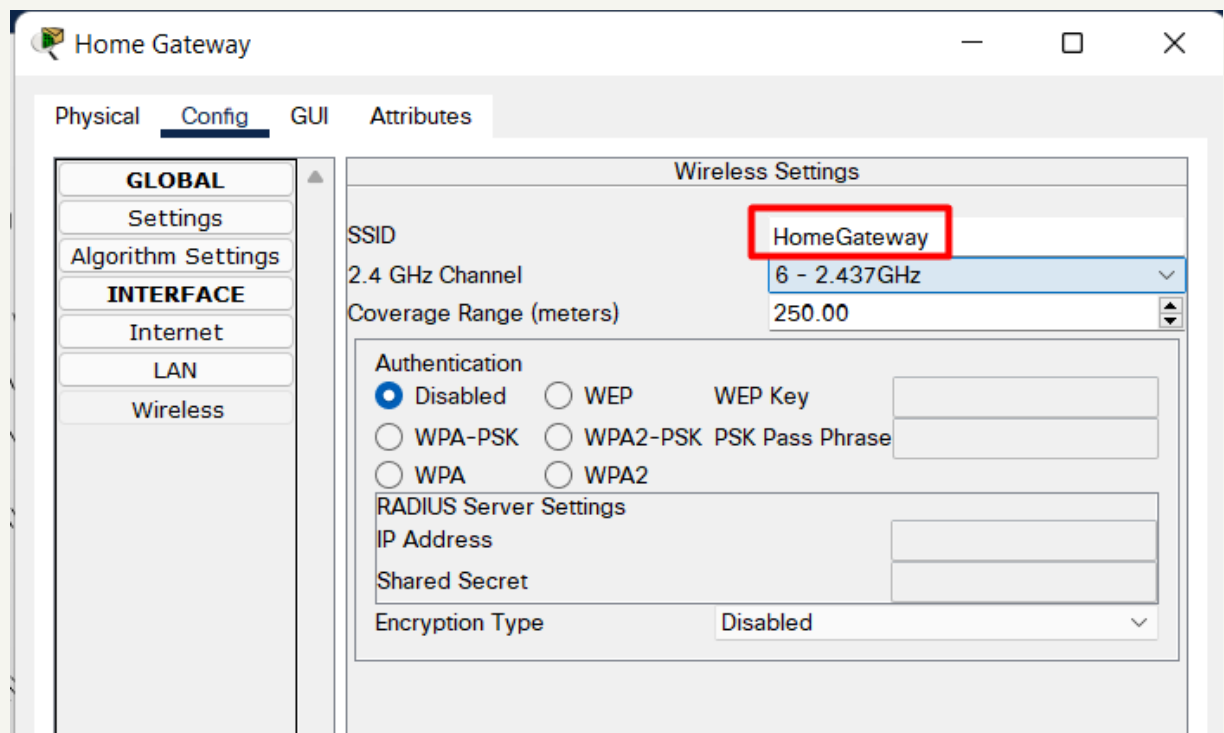 Home Gateway
Physical Config GUI Attributes
GLOBAL
Settings
Algorithm Settings
INTERFACE
Internet
LAN
Wireless
Wireless Settings
SSID HomeGateway
2.4 GHz Channel 6 - 2.437GHz
Coverage Range (meters) 250.00
Authentication
Disabled WEP WEP Key
WPA-PSK WPA2-PSK PSK Pass Phrase
WPA WPA2
RADIUS Server Settings
IP Address
Shared Secret
Encryption Type Disabled